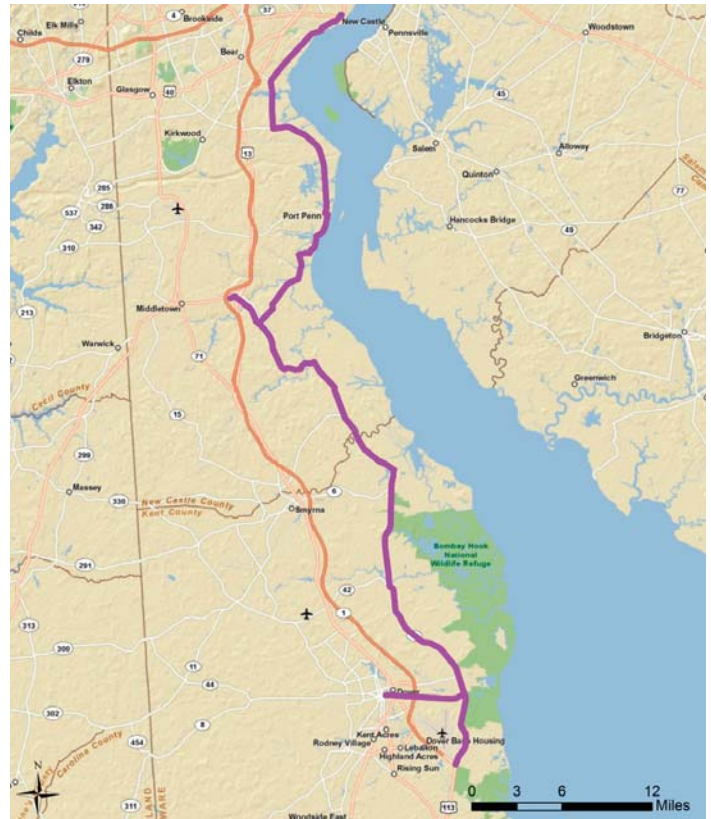 4
Brookside
37
New Castle
Elk Mills
Pennsville
Woodstown
Childs
Bear
279
Elkton
Glasgow
40
45
Kirkwood
13
Salem
Alloway
Quinton
285
77
537
288
Port Penn
342
Hancocks Bridge
49
310
Middletown
213
Bridgeton
Warwick
71
Greenwich
Cecil County
15
299
Massey
6
330
New Castle County
Kent County
Smyrna
Bombay Hook
National
Wildlife Refuge
291
42
1
313
300
11
44
Dover
302
8
Kent Acres
Dover Base Housing
Rodney Village
Lebanon
454
Highland Acres
Caroline County
Rising Sun
N
0 3 6 12
Miles
311
113
Woodside East